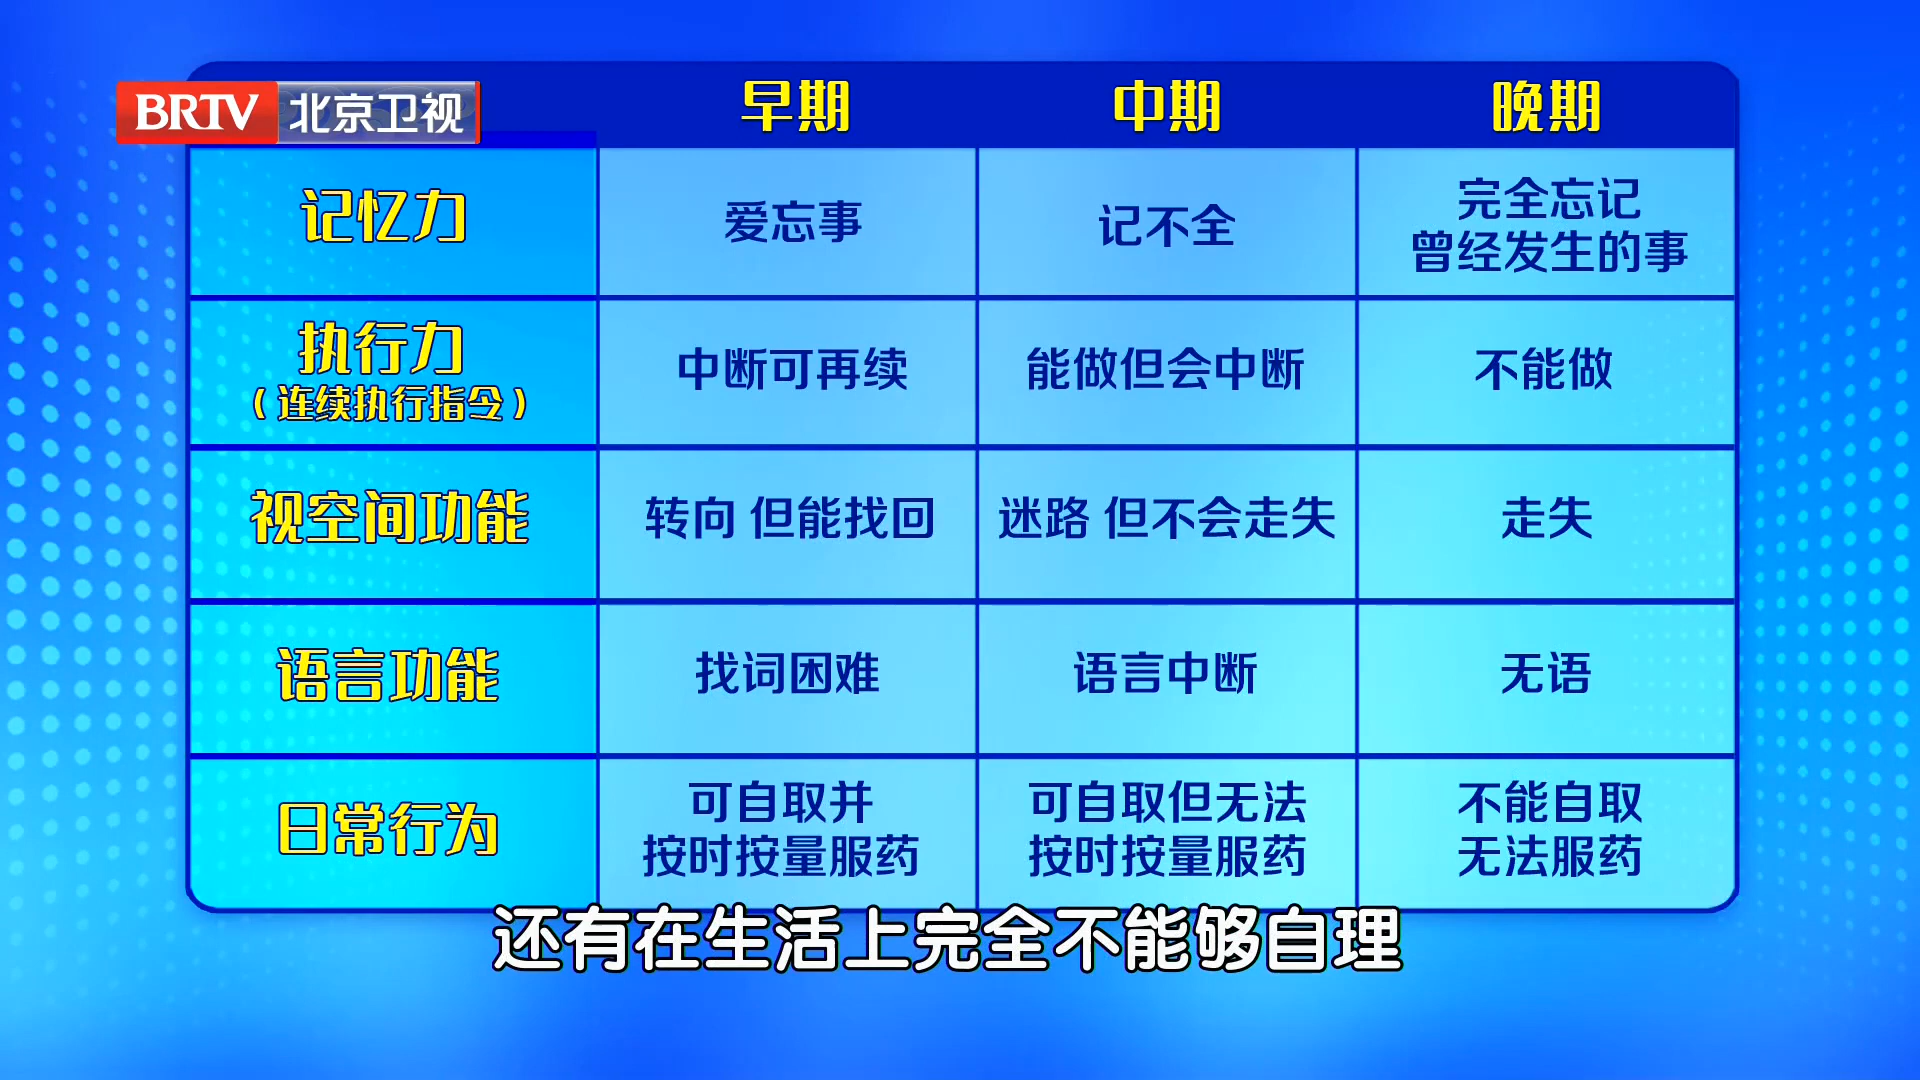 BRTV 北京卫视
早期 中期 晚期
记忆力 爱忘事 记不全 完全忘记
曾经发生的事
执行力 中断可再续 能做但会中断 不能做
（连续执行指令）
视空间功能 转向 但能找回 迷路 但不会走失 走失
语言功能 找词困难 语言中断 无语
日常行为 可自取并 可自取但无法 不能自取
按时按量服药 按时按量服药 无法服药
还有在生活上完全不能够自理